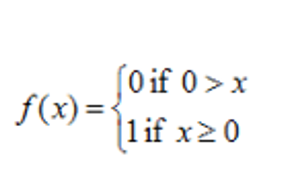 f(x) = { 0 if 0 > x
1 if x ≥ 0